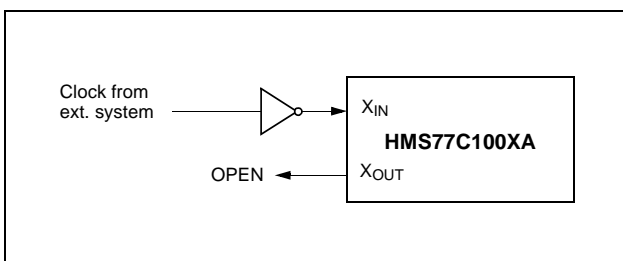 Clock from
ext. system
XIN
HMS77C100XA
OPEN
XOUT